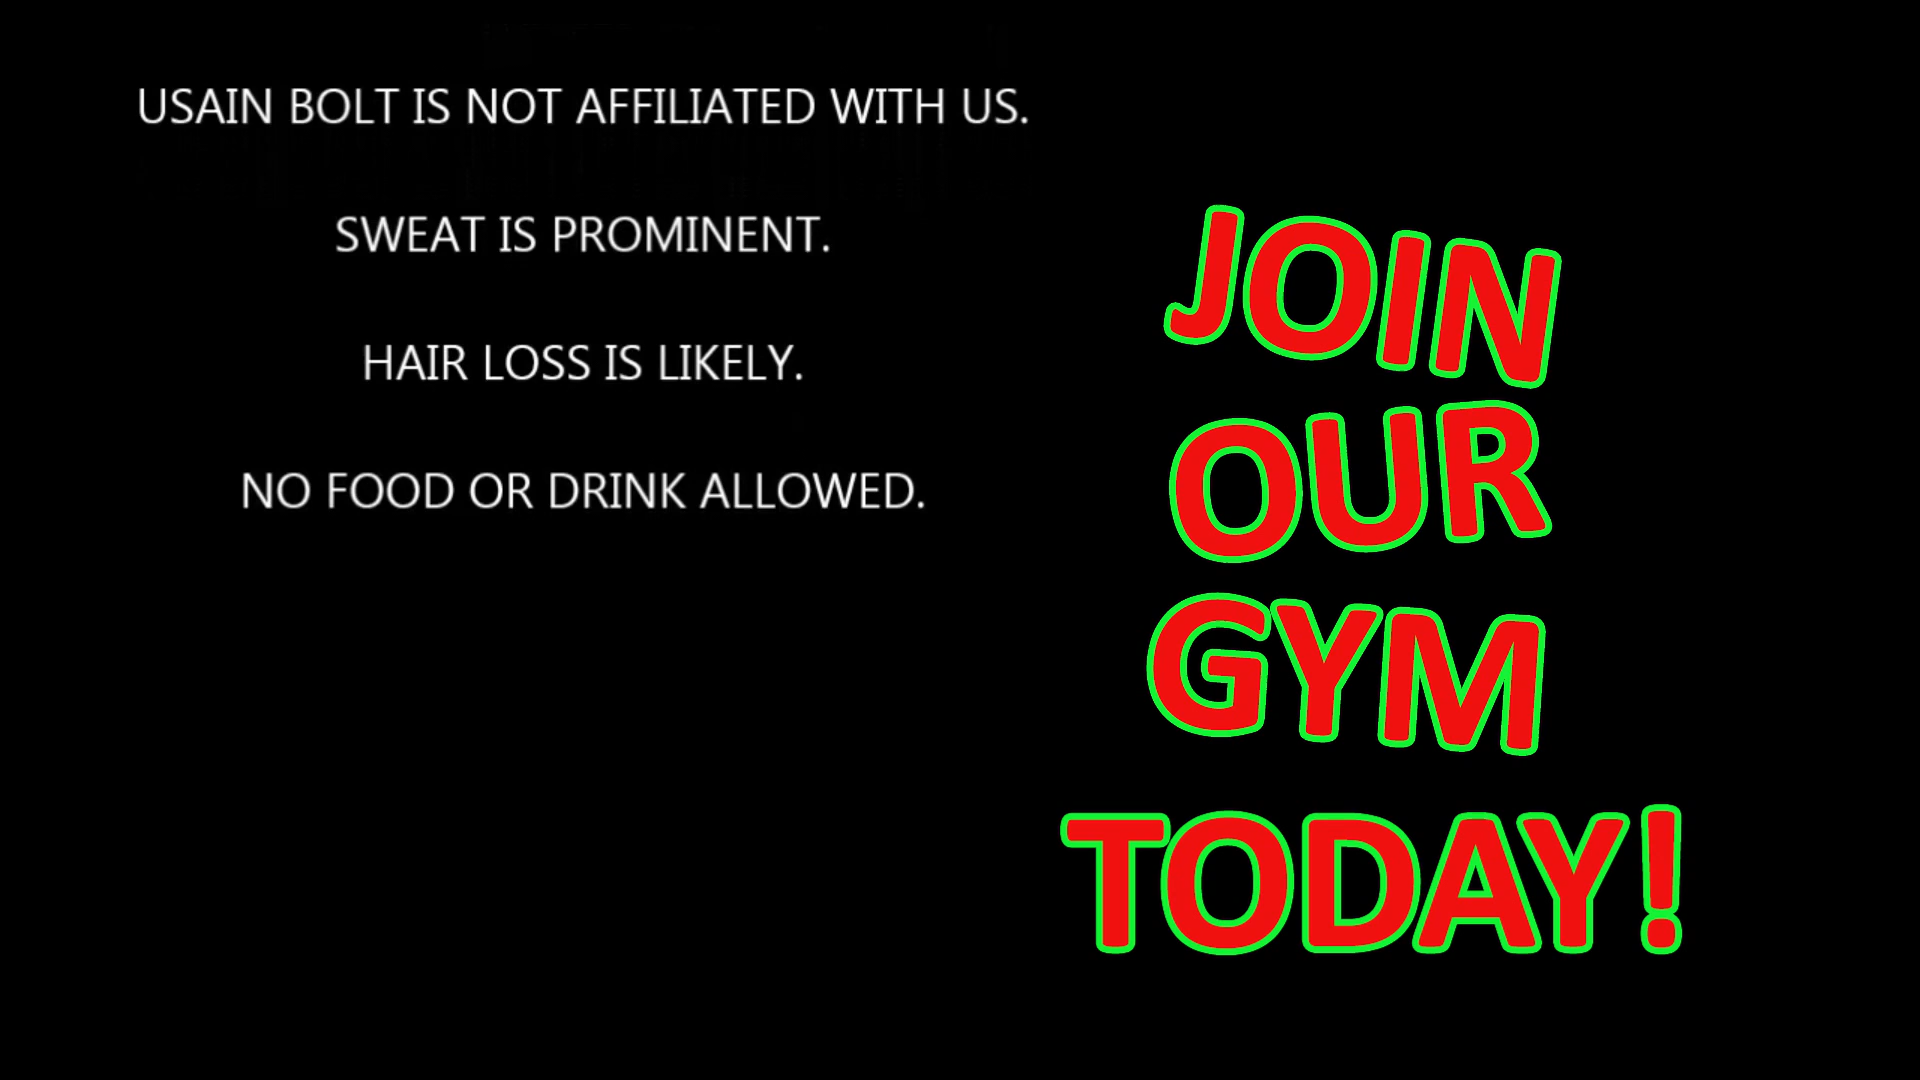 USAIN BOLT IS NOT AFFILIATED WITH US.
SWEAT IS PROMINENT.
HAIR LOSS IS LIKELY.
NO FOOD OR DRINK ALLOWED.
JOIN
OUR
GYM
TODAY!